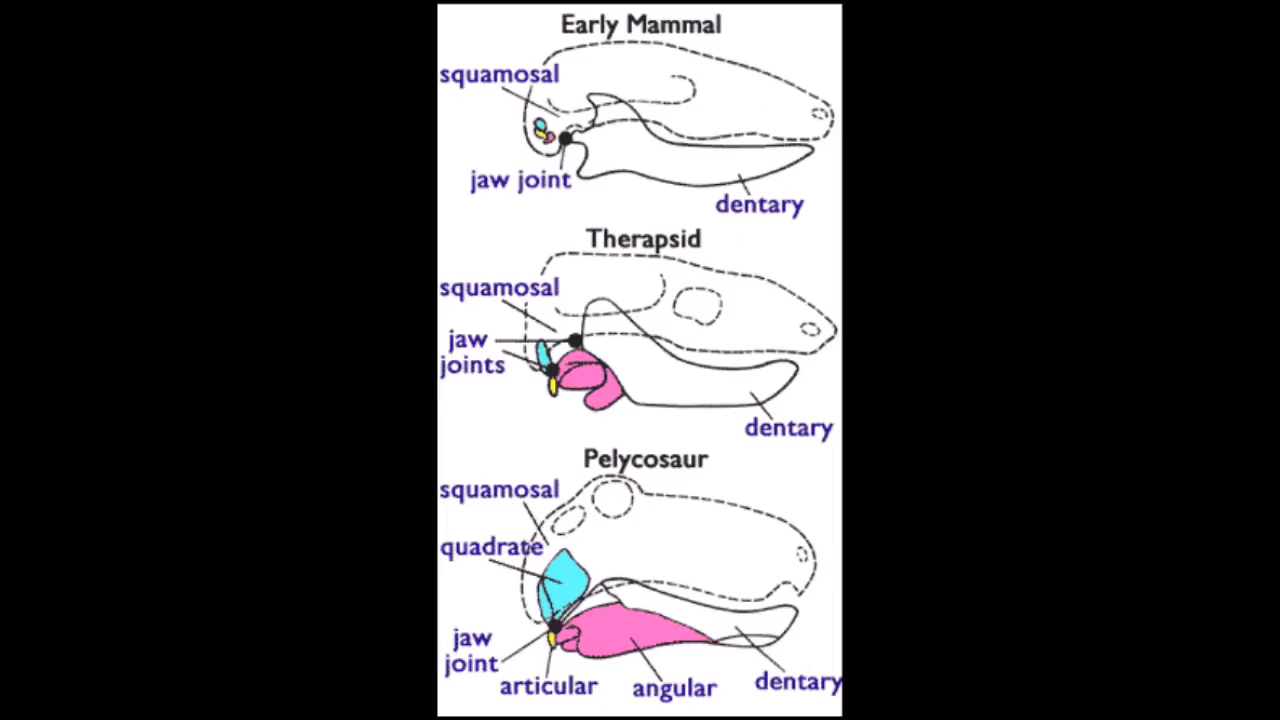 Early Mammal
squamosal
jaw joint
dentary
Therapsid
squamosal
jaw
joints
dentary
Pelycosaur
squamosal
quadrate
jaw
joint
articular
angular
dentary